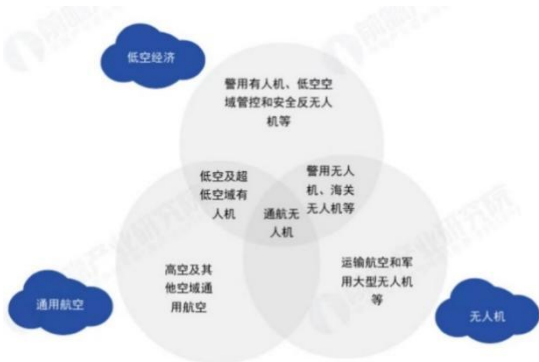 低空经济
警用有人机、低空空
域管控和安全反无人
机等
低空及超
低空域有
人机
警用无人
机、海关
无人机等
通航无
人机
高空及其
他空域通
用航空
运输航空和军
用大型无人机
等
通用航空
无人机